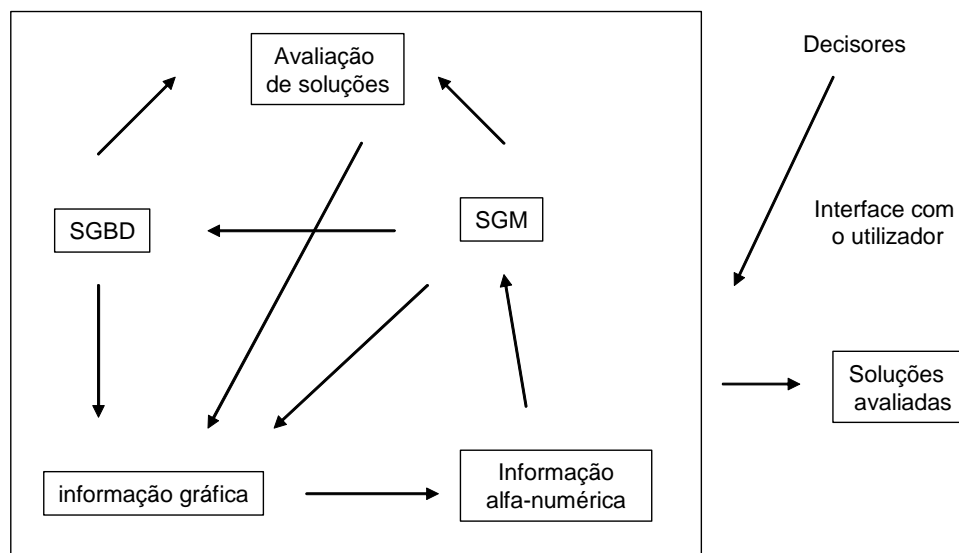 Avaliação
de soluções
Decisores
SGBD
SGM
Interface com
o utilizador
Soluções
avaliadas
informação gráfica
Informação
alfa-numérica